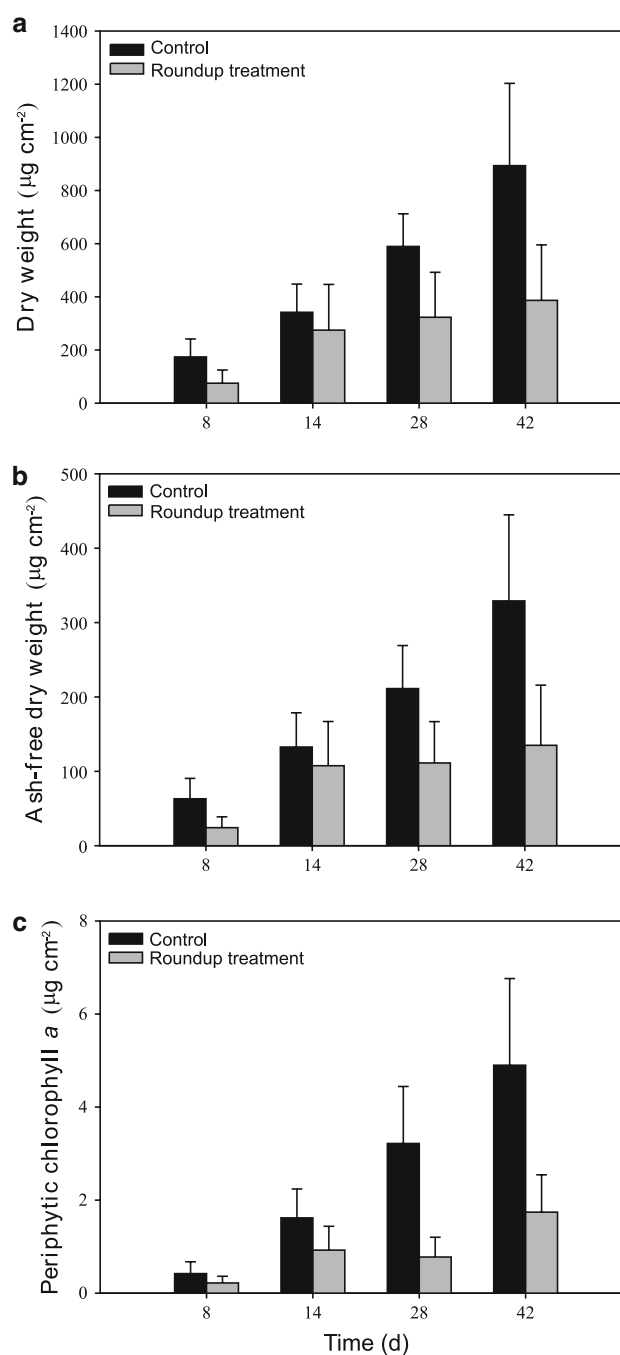 a
1400
Control
Roundup treatment
1200
1000
800
600
400
200
0
Dry weight (μg cm⁻²)
8 14 28 42
b
500
Control
Roundup treatment
400
300
200
100
0
Ash-free dry weight (μg cm⁻²)
8 14 28 42
c
8
Control
Roundup treatment
6
4
2
0
Periphytic chlorophyll a (μg cm⁻²)
8 14 28 42
Time (d)